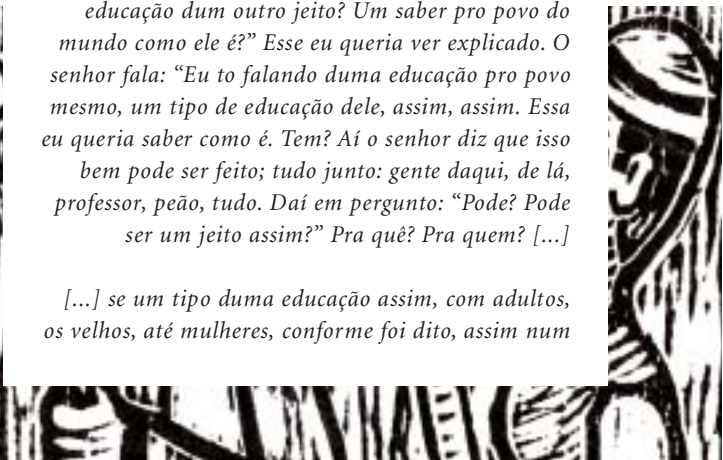 educação dum outro jeito? Um saber pro povo do
mundo como ele é?” Esse eu queria ver explicado. O
senhor fala: “Eu to falando duma educação pro povo
mesmo, um tipo de educação dele, assim, assim. Essa
eu queria saber como é. Tem? Aí o senhor diz que isso
bem pode ser feito; tudo junto: gente daqui, de lá,
professor, peão, tudo. Daí em pergunto: “Pode? Pode
ser um jeito assim?” Pra quê? Pra quem? [...]
[...] se um tipo duma educação assim, com adultos,
os velhos, até mulheres, conforme foi dito, assim num